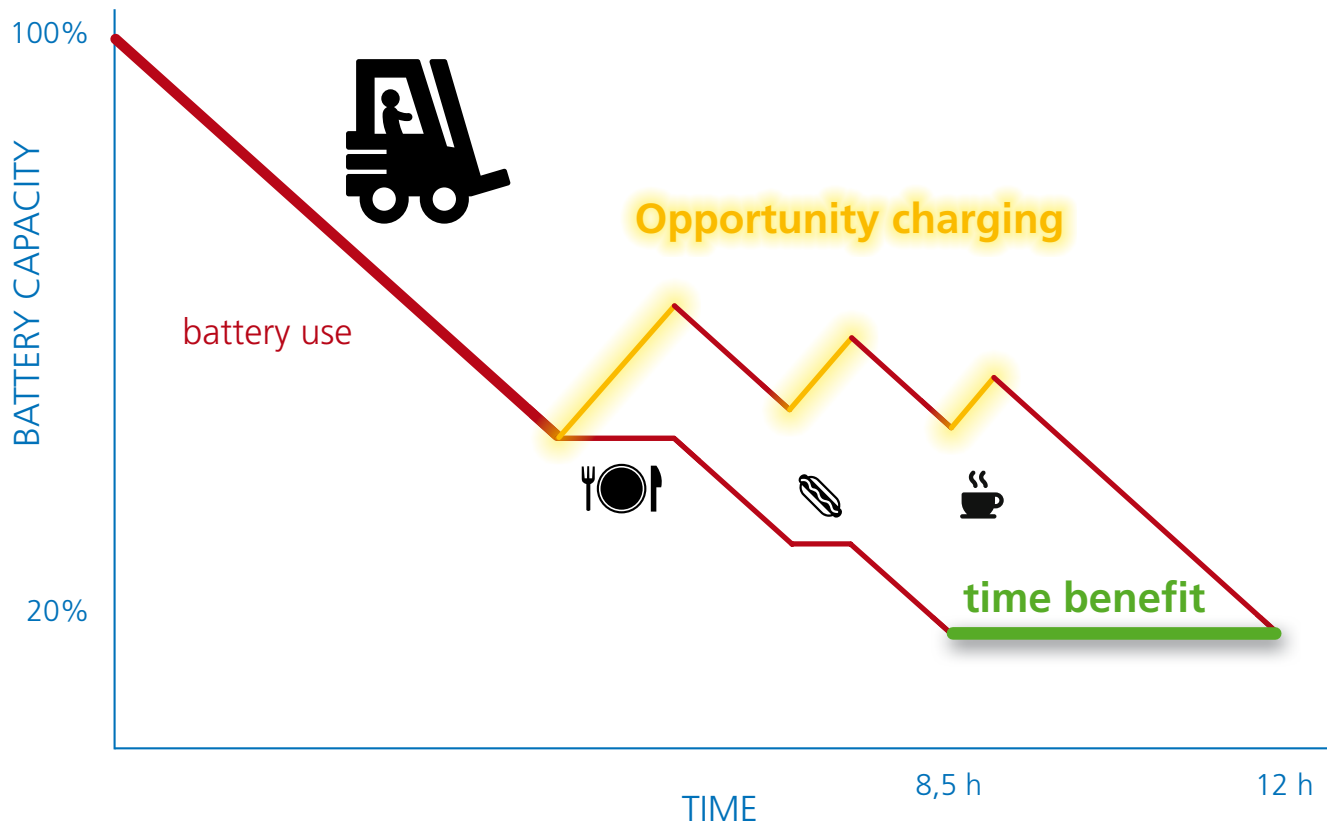 100%
Opportunity charging
BATTERY CAPACITY
battery use
time benefit
20%
8,5 h
12 h
TIME